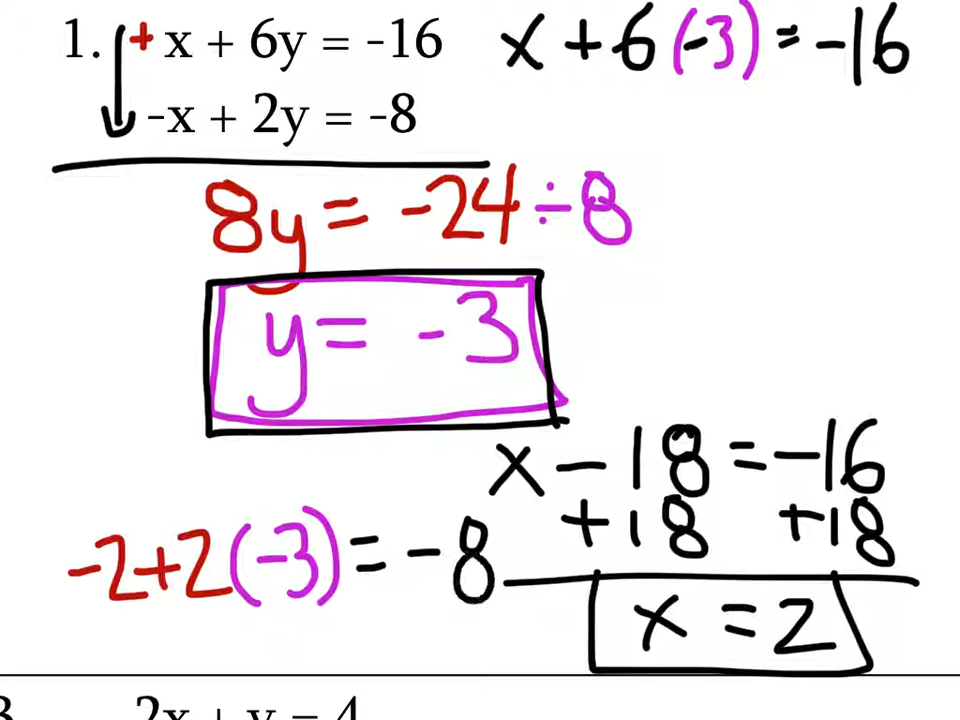 1. + x + 6y = -16
-x + 2y = -8
x + 6 (-3) = -16
8y = -24 ÷ 8
y = -3
x - 18 = -16
+ 18 + 18
x = 2
-2 + 2 (-3) = -8
2x + y = 4